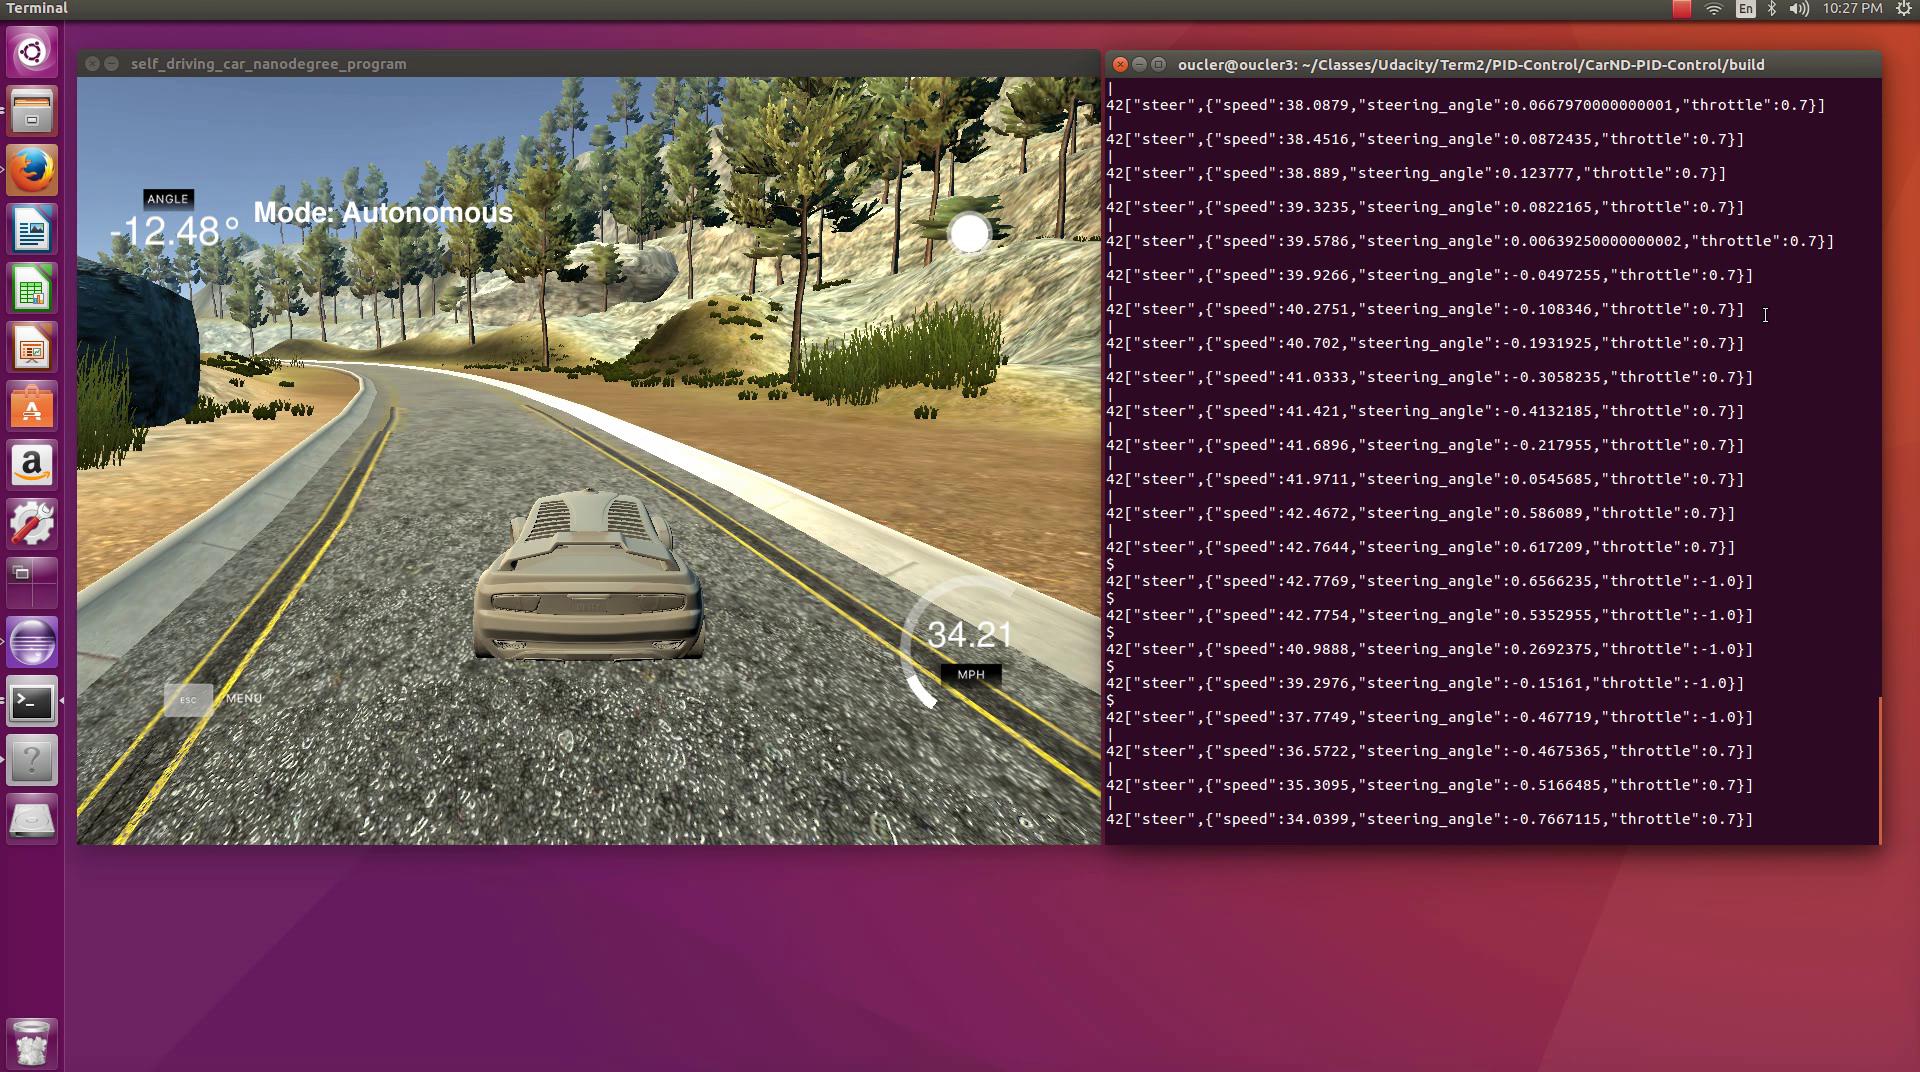 Terminal
En
10:27 PM
self_driving_car_nanodegree_program
ANGLE
-12.48°
Mode: Autonomous
34.21
MPH
ESC
MENU
oucler@oucler3: ~/Classes/Udacity/Term2/PID-Control/CarND-PID-Control/build
|
42["steer",{"speed":38.0879,"steering_angle":0.0667970000000001,"throttle":0.7}]
|
42["steer",{"speed":38.4516,"steering_angle":0.0872435,"throttle":0.7}]
|
42["steer",{"speed":38.889,"steering_angle":0.123777,"throttle":0.7}]
|
42["steer",{"speed":39.3235,"steering_angle":0.0822165,"throttle":0.7}]
|
42["steer",{"speed":39.5786,"steering_angle":0.00639250000000002,"throttle":0.7}]
|
42["steer",{"speed":39.9266,"steering_angle":-0.0497255,"throttle":0.7}]
|
42["steer",{"speed":40.2751,"steering_angle":-0.108346,"throttle":0.7}]
|
42["steer",{"speed":40.702,"steering_angle":-0.1931925,"throttle":0.7}]
|
42["steer",{"speed":41.0333,"steering_angle":-0.3058235,"throttle":0.7}]
|
42["steer",{"speed":41.421,"steering_angle":-0.4132185,"throttle":0.7}]
|
42["steer",{"speed":41.6896,"steering_angle":-0.217955,"throttle":0.7}]
|
42["steer",{"speed":41.9711,"steering_angle":0.0545685,"throttle":0.7}]
|
42["steer",{"speed":42.4672,"steering_angle":0.586089,"throttle":0.7}]
|
42["steer",{"speed":42.7644,"steering_angle":0.617209,"throttle":0.7}]
$
42["steer",{"speed":42.7769,"steering_angle":0.6566235,"throttle":-1.0}]
$
42["steer",{"speed":42.7754,"steering_angle":0.5352955,"throttle":-1.0}]
$
42["steer",{"speed":40.9888,"steering_angle":0.2692375,"throttle":-1.0}]
$
42["steer",{"speed":39.2976,"steering_angle":-0.15161,"throttle":-1.0}]
$
42["steer",{"speed":37.7749,"steering_angle":-0.467719,"throttle":-1.0}]
|
42["steer",{"speed":36.5722,"steering_angle":-0.4675365,"throttle":0.7}]
|
42["steer",{"speed":35.3095,"steering_angle":-0.5166485,"throttle":0.7}]
|
42["steer",{"speed":34.0399,"steering_angle":-0.7667115,"throttle":0.7}]